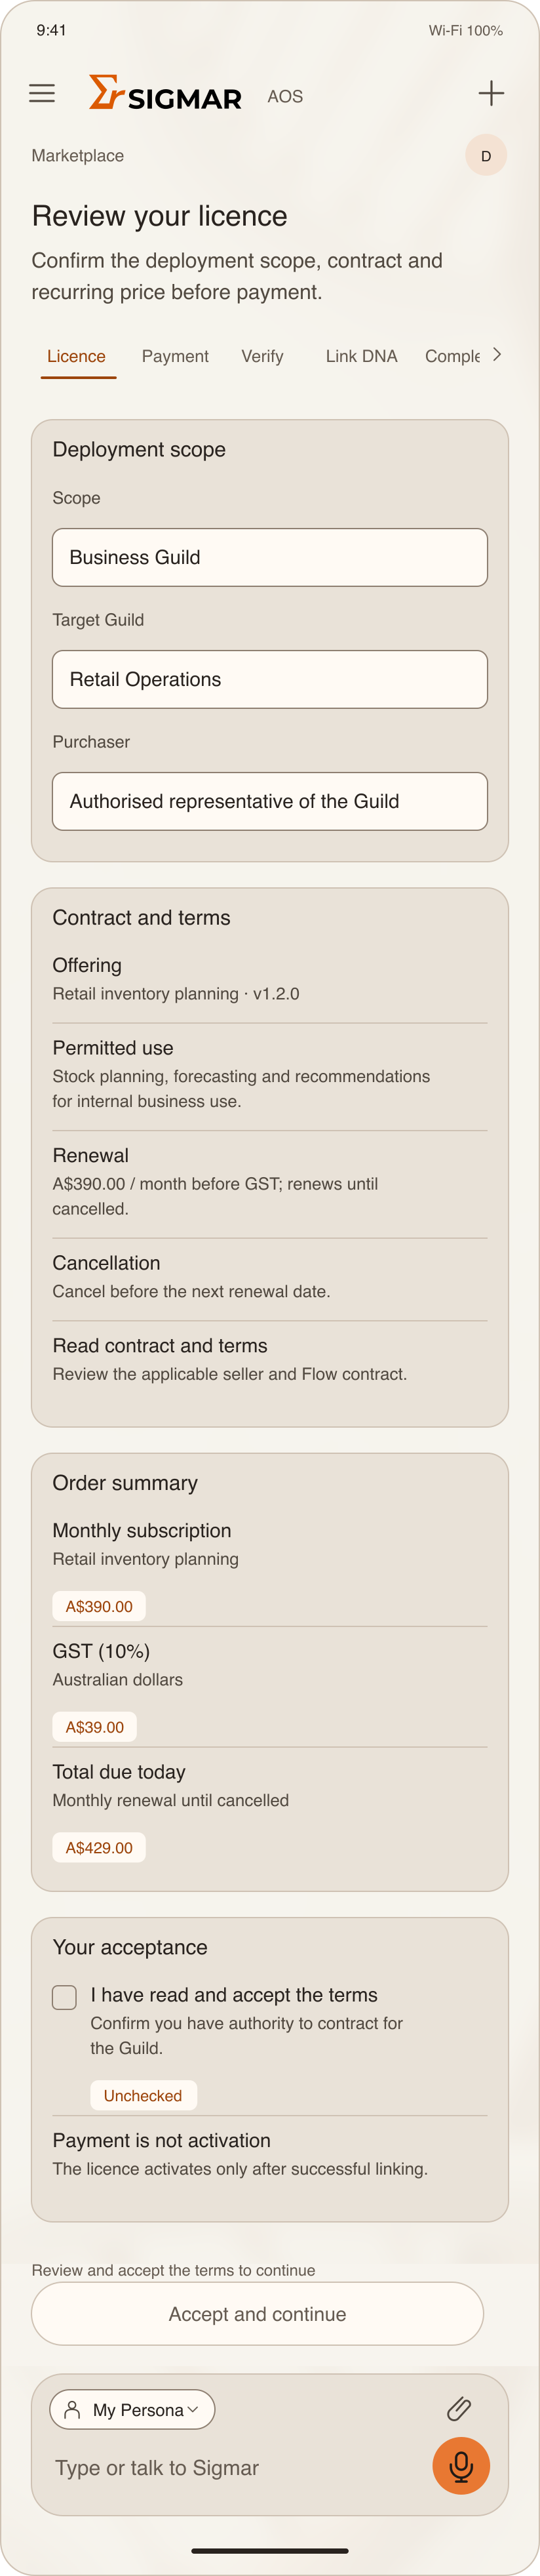 9:41
Wi-Fi 100%
SIGMAR AOS
Marketplace
D
Review your licence
Confirm the deployment scope, contract and
recurring price before payment.
Licence Payment Verify Link DNA Comple
Deployment scope
Scope
Business Guild
Target Guild
Retail Operations
Purchaser
Authorised representative of the Guild
Contract and terms
Offering
Retail inventory planning · v1.2.0
Permitted use
Stock planning, forecasting and recommendations
for internal business use.
Renewal
A$390.00 / month before GST; renews until
cancelled.
Cancellation
Cancel before the next renewal date.
Read contract and terms
Review the applicable seller and Flow contract.
Order summary
Monthly subscription
Retail inventory planning
A$390.00
GST (10%)
Australian dollars
A$39.00
Total due today
Monthly renewal until cancelled
A$429.00
Your acceptance
I have read and accept the terms
Confirm you have authority to contract for
the Guild.
Unchecked
Payment is not activation
The licence activates only after successful linking.
Review and accept the terms to continue
Accept and continue
My Persona
Type or talk to Sigmar